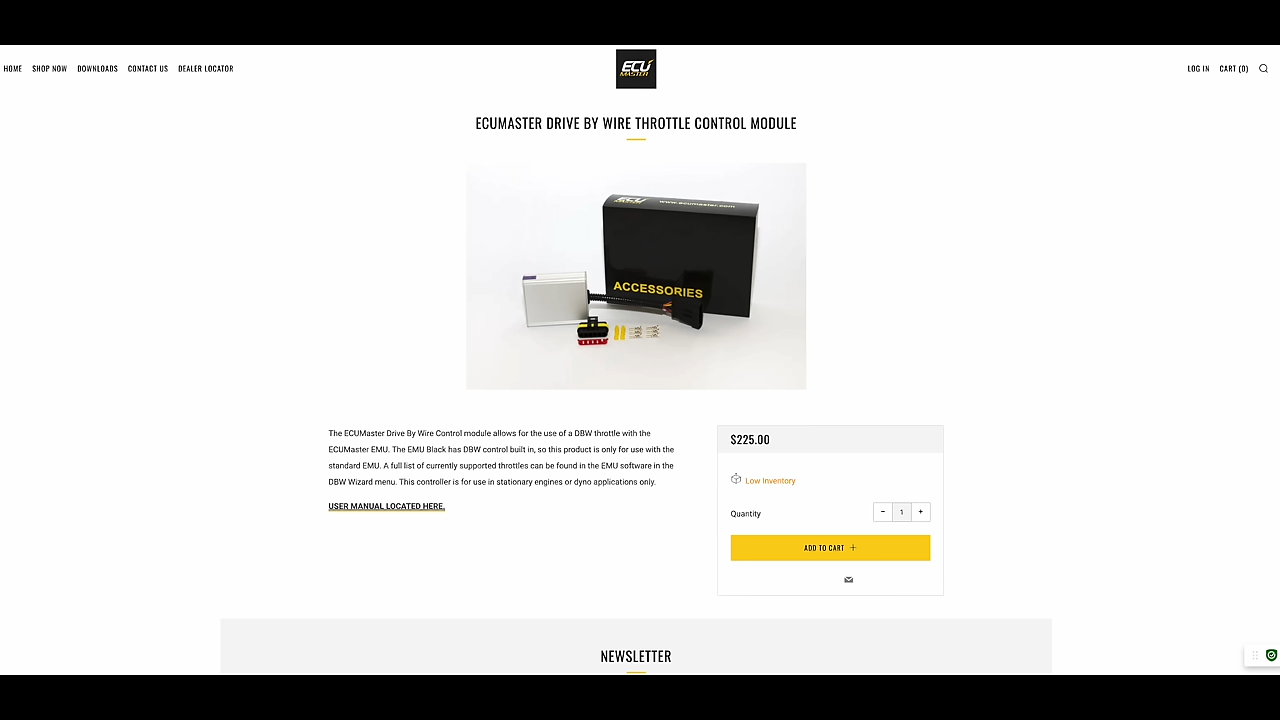 HOME SHOP NOW DOWNLOADS CONTACT US DEALER LOCATOR
ECU MASTER
LOG IN CART (0)
ECUMASTER DRIVE BY WIRE THROTTLE CONTROL MODULE
ECU MASTER www.ecumaster.com
ACCESSORIES
The ECUMaster Drive By Wire Control module allows for the use of a DBW throttle with the
ECUMaster EMU. The EMU Black has DBW control built in, so this product is only for use with the
standard EMU. A full list of currently supported throttles can be found in the EMU software in the
DBW Wizard menu. This controller is for use in stationary engines or dyno applications only.
USER MANUAL LOCATED HERE.
$225.00
Low Inventory
Quantity - 1 +
ADD TO CART +
NEWSLETTER